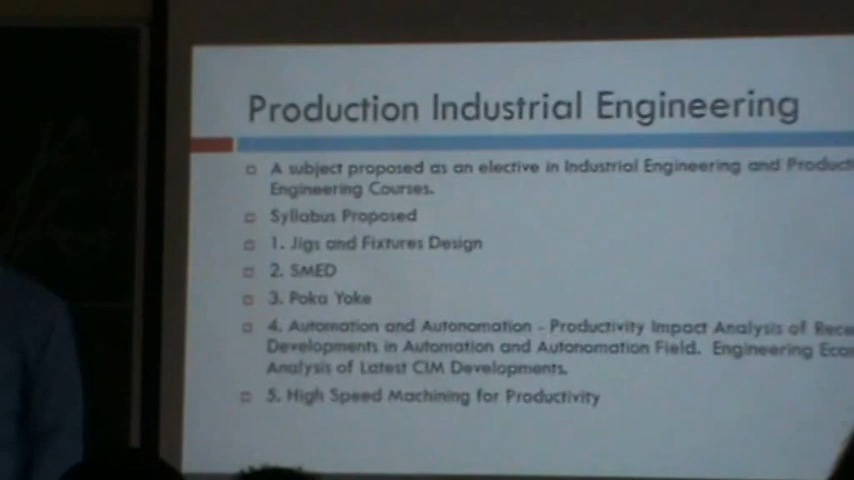 Production Industrial Engineering
A subject proposed as an elective in Industrial Engineering and
Engineering Courses.
Syllabus Proposed
1. Jigs and Fixtures Design
2. SMED
3. Poka Yoke
4. Automation and Autonomation - Productivity Impact Analysis of
Developments in Automation and Autonomation Field. Engineering
Analysis of Latest CIM Developments.
5. High Speed Machining for Productivity